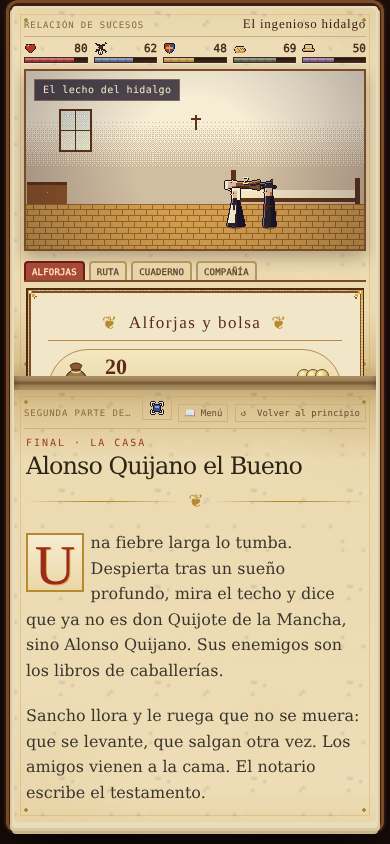 RELACIÓN DE SUCESOS
El ingenioso hidalgo
80 62 48 69 50
El lecho del hidalgo
ALFORJAS RUTA CUADERNO COMPAÑÍA
Alforjas y bolsa
20
SEGUNDA PARTE DE…
Menú
Volver al principio
FINAL · LA CASA
Alonso Quijano el Bueno
Una fiebre larga lo tumba.
Despierta tras un sueño
profundo, mira el techo y dice
que ya no es don Quijote de la Mancha,
sino Alonso Quijano. Sus enemigos son
los libros de caballerías.
Sancho llora y le ruega que no se muera:
que se levante, que salgan otra vez. Los
amigos vienen a la cama. El notario
escribe el testamento.